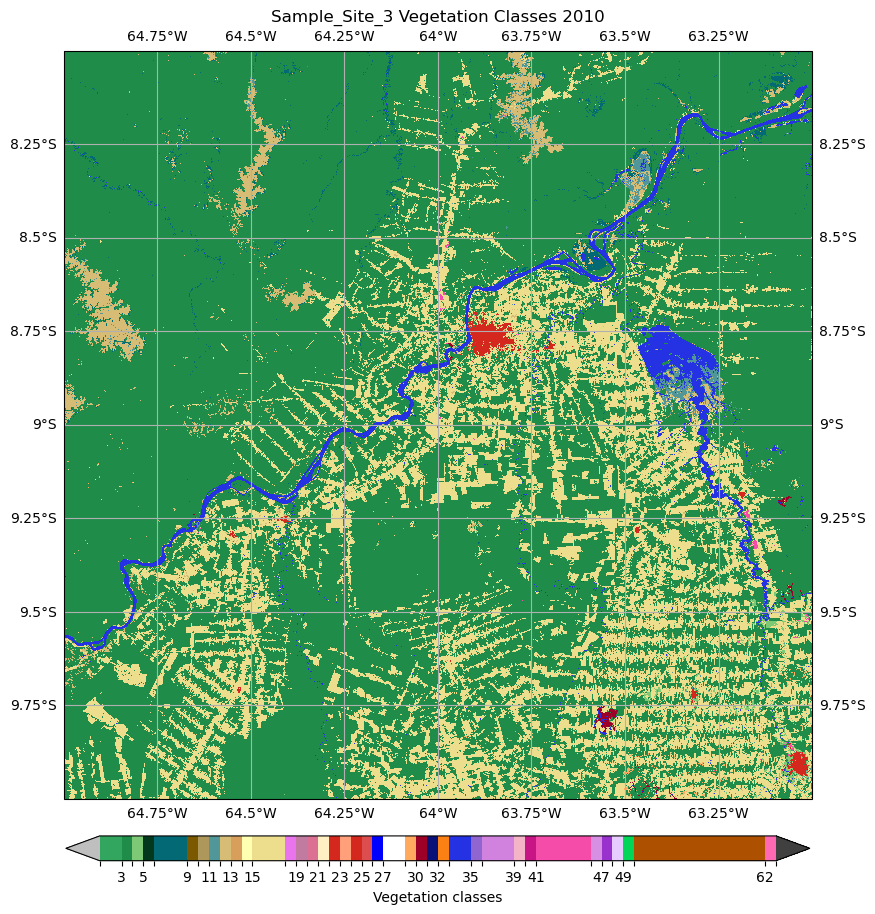 Sample_Site_3 Vegetation Classes 2010
64.75°W 64.5°W 64.25°W 64°W 63.75°W 63.5°W 63.25°W
8.25°S 8.25°S
8.5°S 8.5°S
8.75°S 8.75°S
9°S 9°S
9.25°S 9.25°S
9.5°S 9.5°S
9.75°S 9.75°S
64.75°W 64.5°W 64.25°W 64°W 63.75°W 63.5°W 63.25°W
3 5 9 11 13 15 19 21 23 25 27 30 32 35 39 41 47 49 62
Vegetation classes